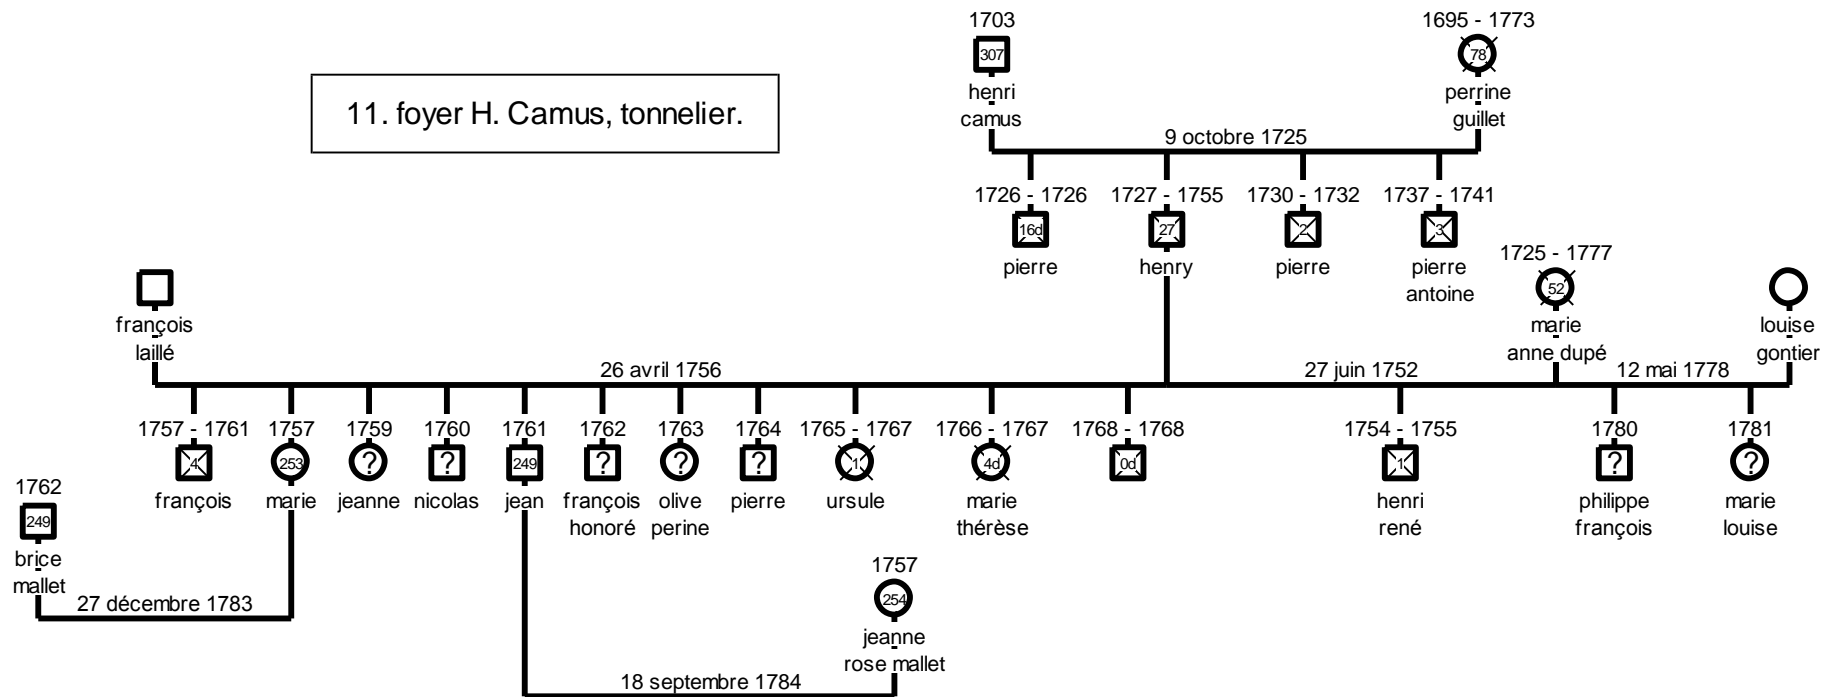 1703
1695 - 1773
307
78
henri
camus
perrine
guillet
11. foyer H. Camus, tonnelier.
9 octobre 1725
1726 - 1726
1727 - 1755
1730 - 1732
1737 - 1741
16d
27
2
3
pierre
henry
pierre
pierre
antoine
1725 - 1777
52
françois
laillé
marie
anne dupé
louise
gontier
26 avril 1756
27 juin 1752
12 mai 1778
1757 - 1761
1757
1759
1760
1761
1762
1763
1764
1765 - 1767
1766 - 1767
1768 - 1768
1754 - 1755
1780
1781
4
253
?
?
249
?
?
?
1
4d
0d
1
?
?
françois
marie
jeanne
nicolas
jean
françois
honoré
olive
perine
pierre
ursule
marie
thérèse
henri
rené
philippe
françois
marie
louise
1762
249
brice
mallet
27 décembre 1783
1757
254
jeanne
rose mallet
18 septembre 1784